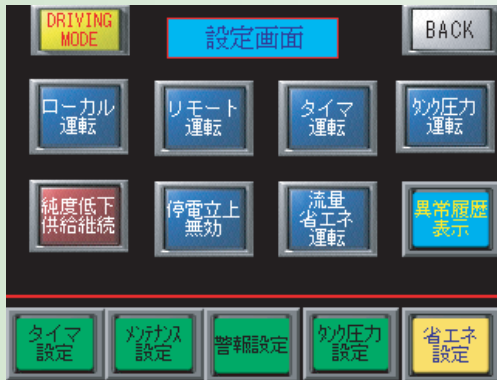 DRIVING
MODE
設定画面
BACK
ローカル
運転
リモート
運転
タイマ
運転
タンク圧力
運転
純度低下
供給継続
停電立上
無効
流量
省エネ
運転
異常履歴
表示
タイマ
設定
メンテナンス
設定
警報設定
タンク圧力
設定
省エネ
設定